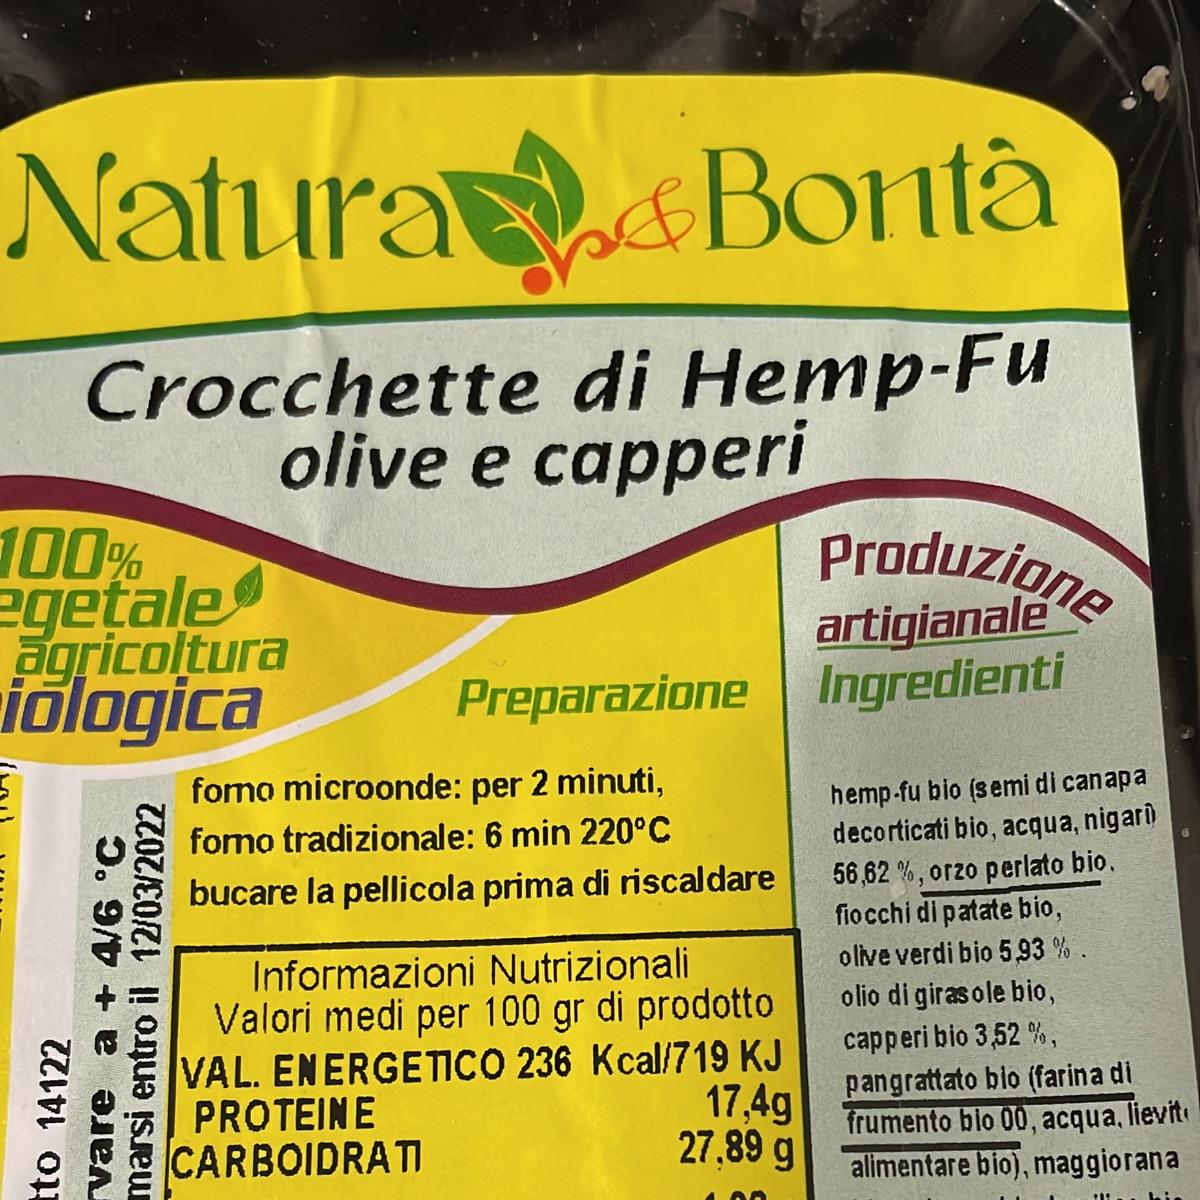 Natura & Bontà
Crocchette di Hemp-Fu
olive e capperi
100%
egetale
agricoltura
iologica
Preparazione
forno microonde: per 2 minuti,
forno tradizionale: 6 min 220°C
bucare la pellicola prima di riscaldare
Informazioni Nutrizionali
Valori medi per 100 gr di prodotto
VAL. ENERGETICO 236 Kcal/719 KJ
PROTEINE 17,4g
CARBOIDRATI 27,89 g
Produzione
artigianale
Ingredienti
hemp-fu bio (semi di canapa
decorticati bio, acqua, nigari)
56,62 %, orzo perlato bio,
fiocchi di patate bio,
olive verdi bio 5,93 % .
olio di girasole bio,
capperi bio 3,52 %,
pangrattato bio (farina di
frumento bio 00, acqua, lievit
alimentare bio), maggiorana
rvare a + 4/6 °C
marsi entro il 12/03/2022
tto 14122